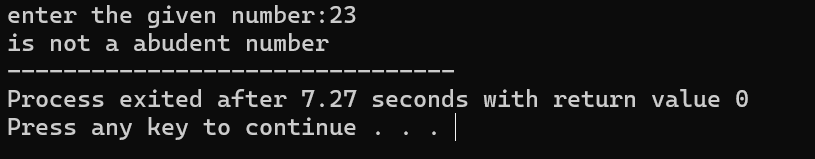 enter the given number:23
is not a abudent number
--------------------------------
Process exited after 7.27 seconds with return value 0
Press any key to continue . . .